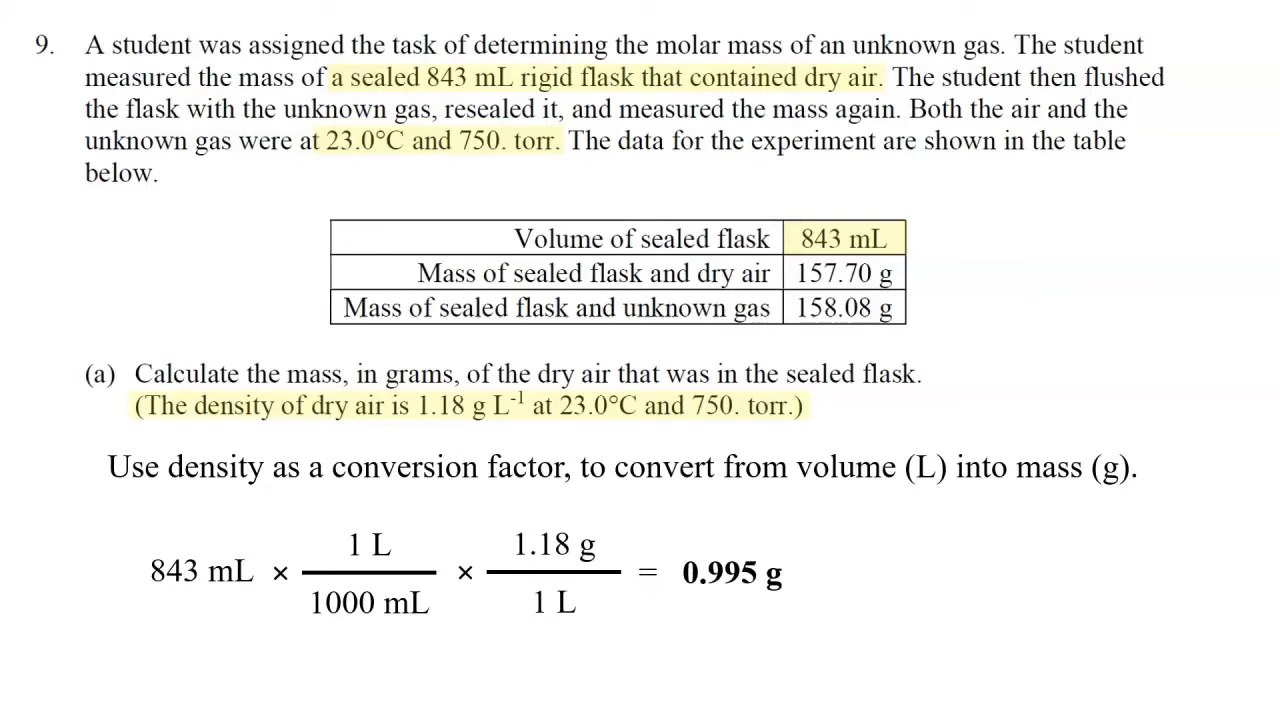 9. A student was assigned the task of determining the molar mass of an unknown gas. The student
measured the mass of a sealed 843 mL rigid flask that contained dry air. The student then flushed
the flask with the unknown gas, resealed it, and measured the mass again. Both the air and the
unknown gas were at 23.0°C and 750. torr. The data for the experiment are shown in the table
below.
Volume of sealed flask 843 mL
Mass of sealed flask and dry air 157.70 g
Mass of sealed flask and unknown gas 158.08 g
(a) Calculate the mass, in grams, of the dry air that was in the sealed flask.
(The density of dry air is 1.18 g L⁻¹ at 23.0°C and 750. torr.)
Use density as a conversion factor, to convert from volume (L) into mass (g).
1 L 1.18 g
843 mL × × = 0.995 g
1000 mL 1 L